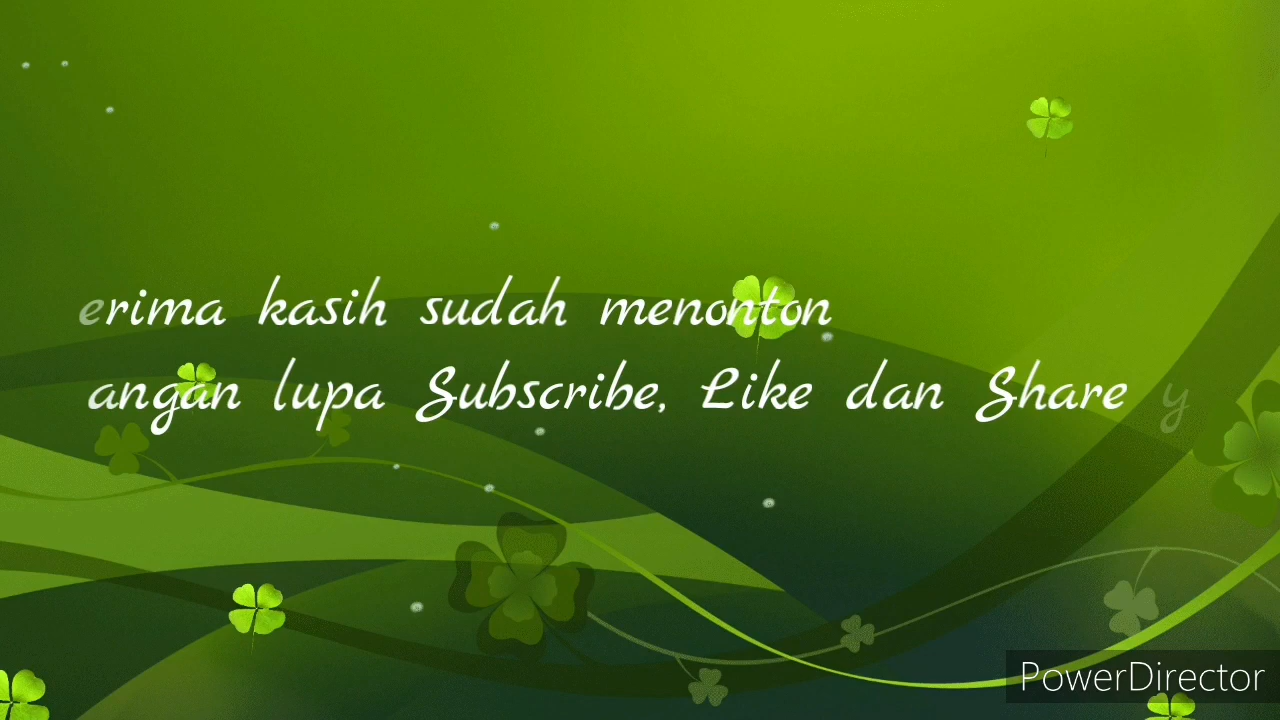 erima kasih sudah menonton
angan lupa Subscribe, Like dan Share y
PowerDirector